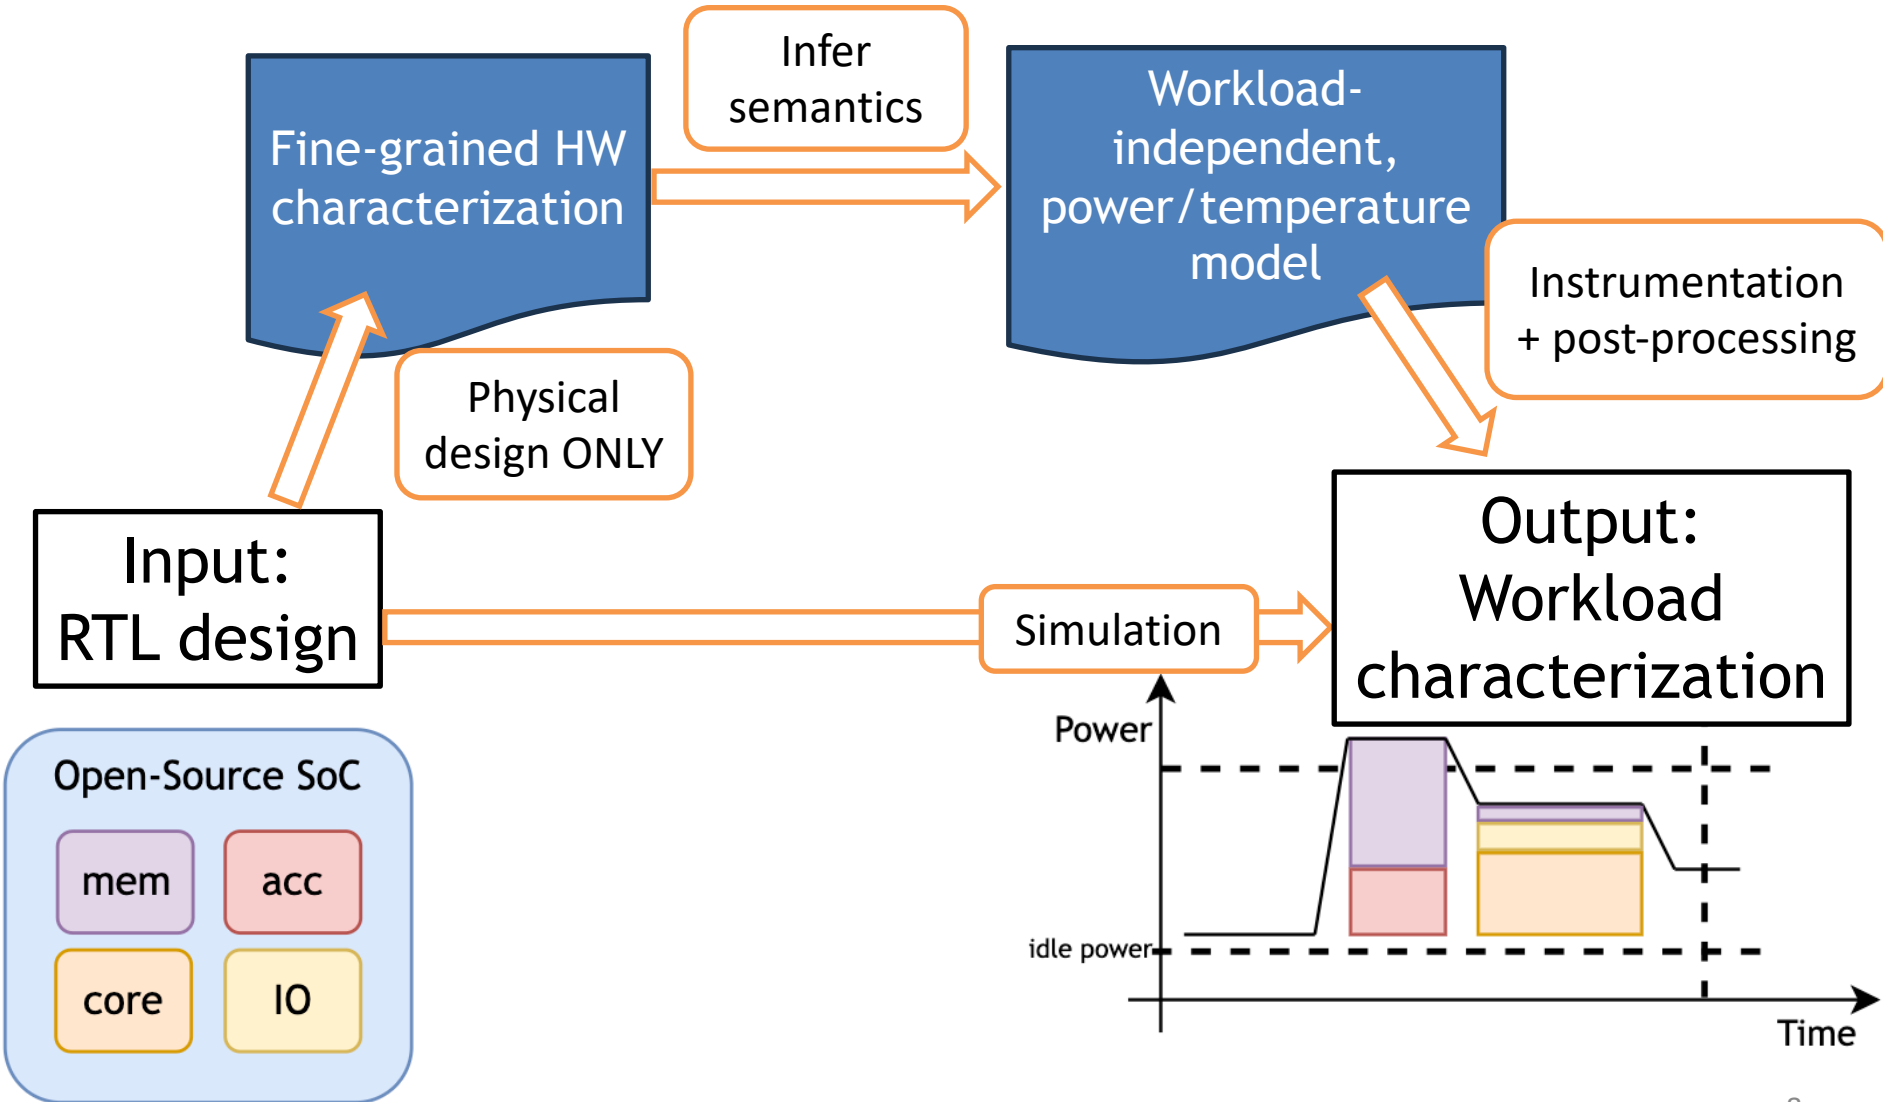 Infer
semantics
Fine-grained HW
characterization
Workload-
independent,
power/temperature
model
Instrumentation
+ post-processing
Physical
design ONLY
Input:
RTL design
Simulation
Output:
Workload
characterization
Open-Source SoC
mem
acc
core
IO
Power
idle power
Time